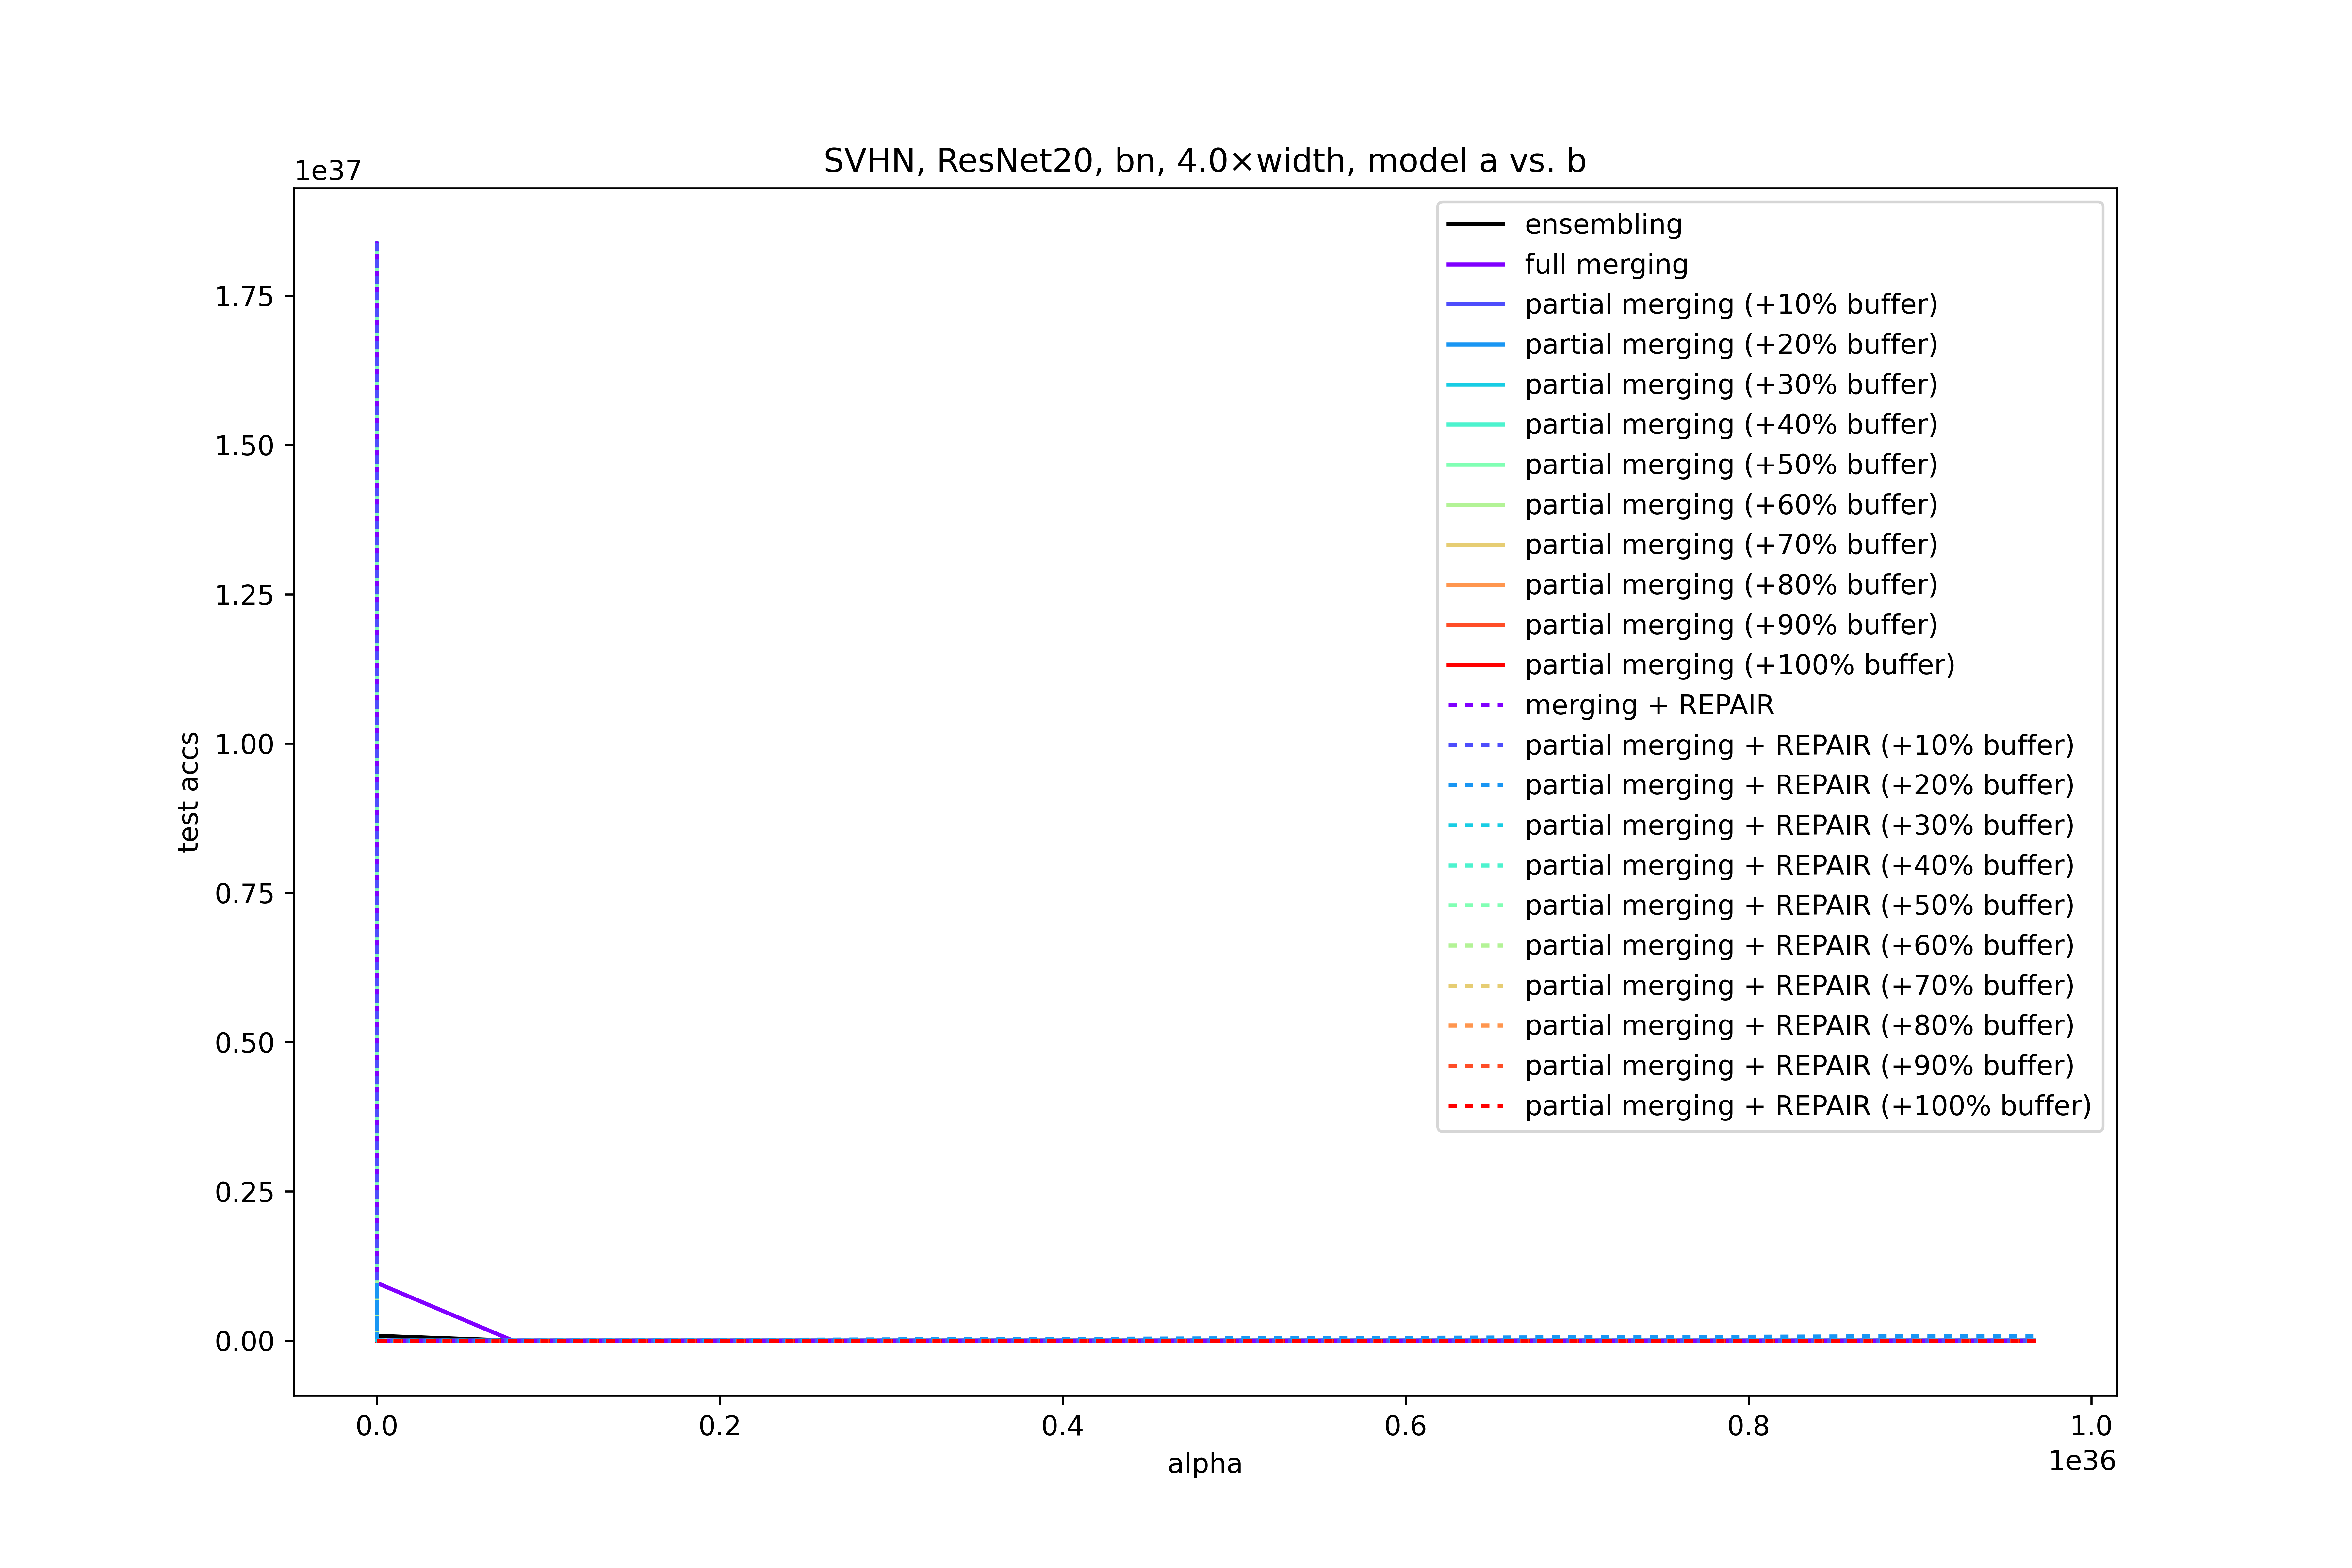 SVHN, ResNet20, bn, 4.0×width, model a vs. b
1e37
1.75
1.50
1.25
1.00
0.75
0.50
0.25
0.00
test accs
ensembling
full merging
partial merging (+10% buffer)
partial merging (+20% buffer)
partial merging (+30% buffer)
partial merging (+40% buffer)
partial merging (+50% buffer)
partial merging (+60% buffer)
partial merging (+70% buffer)
partial merging (+80% buffer)
partial merging (+90% buffer)
partial merging (+100% buffer)
merging + REPAIR
partial merging + REPAIR (+10% buffer)
partial merging + REPAIR (+20% buffer)
partial merging + REPAIR (+30% buffer)
partial merging + REPAIR (+40% buffer)
partial merging + REPAIR (+50% buffer)
partial merging + REPAIR (+60% buffer)
partial merging + REPAIR (+70% buffer)
partial merging + REPAIR (+80% buffer)
partial merging + REPAIR (+90% buffer)
partial merging + REPAIR (+100% buffer)
0.0 0.2 0.4 0.6 0.8 1.0
1e36
alpha